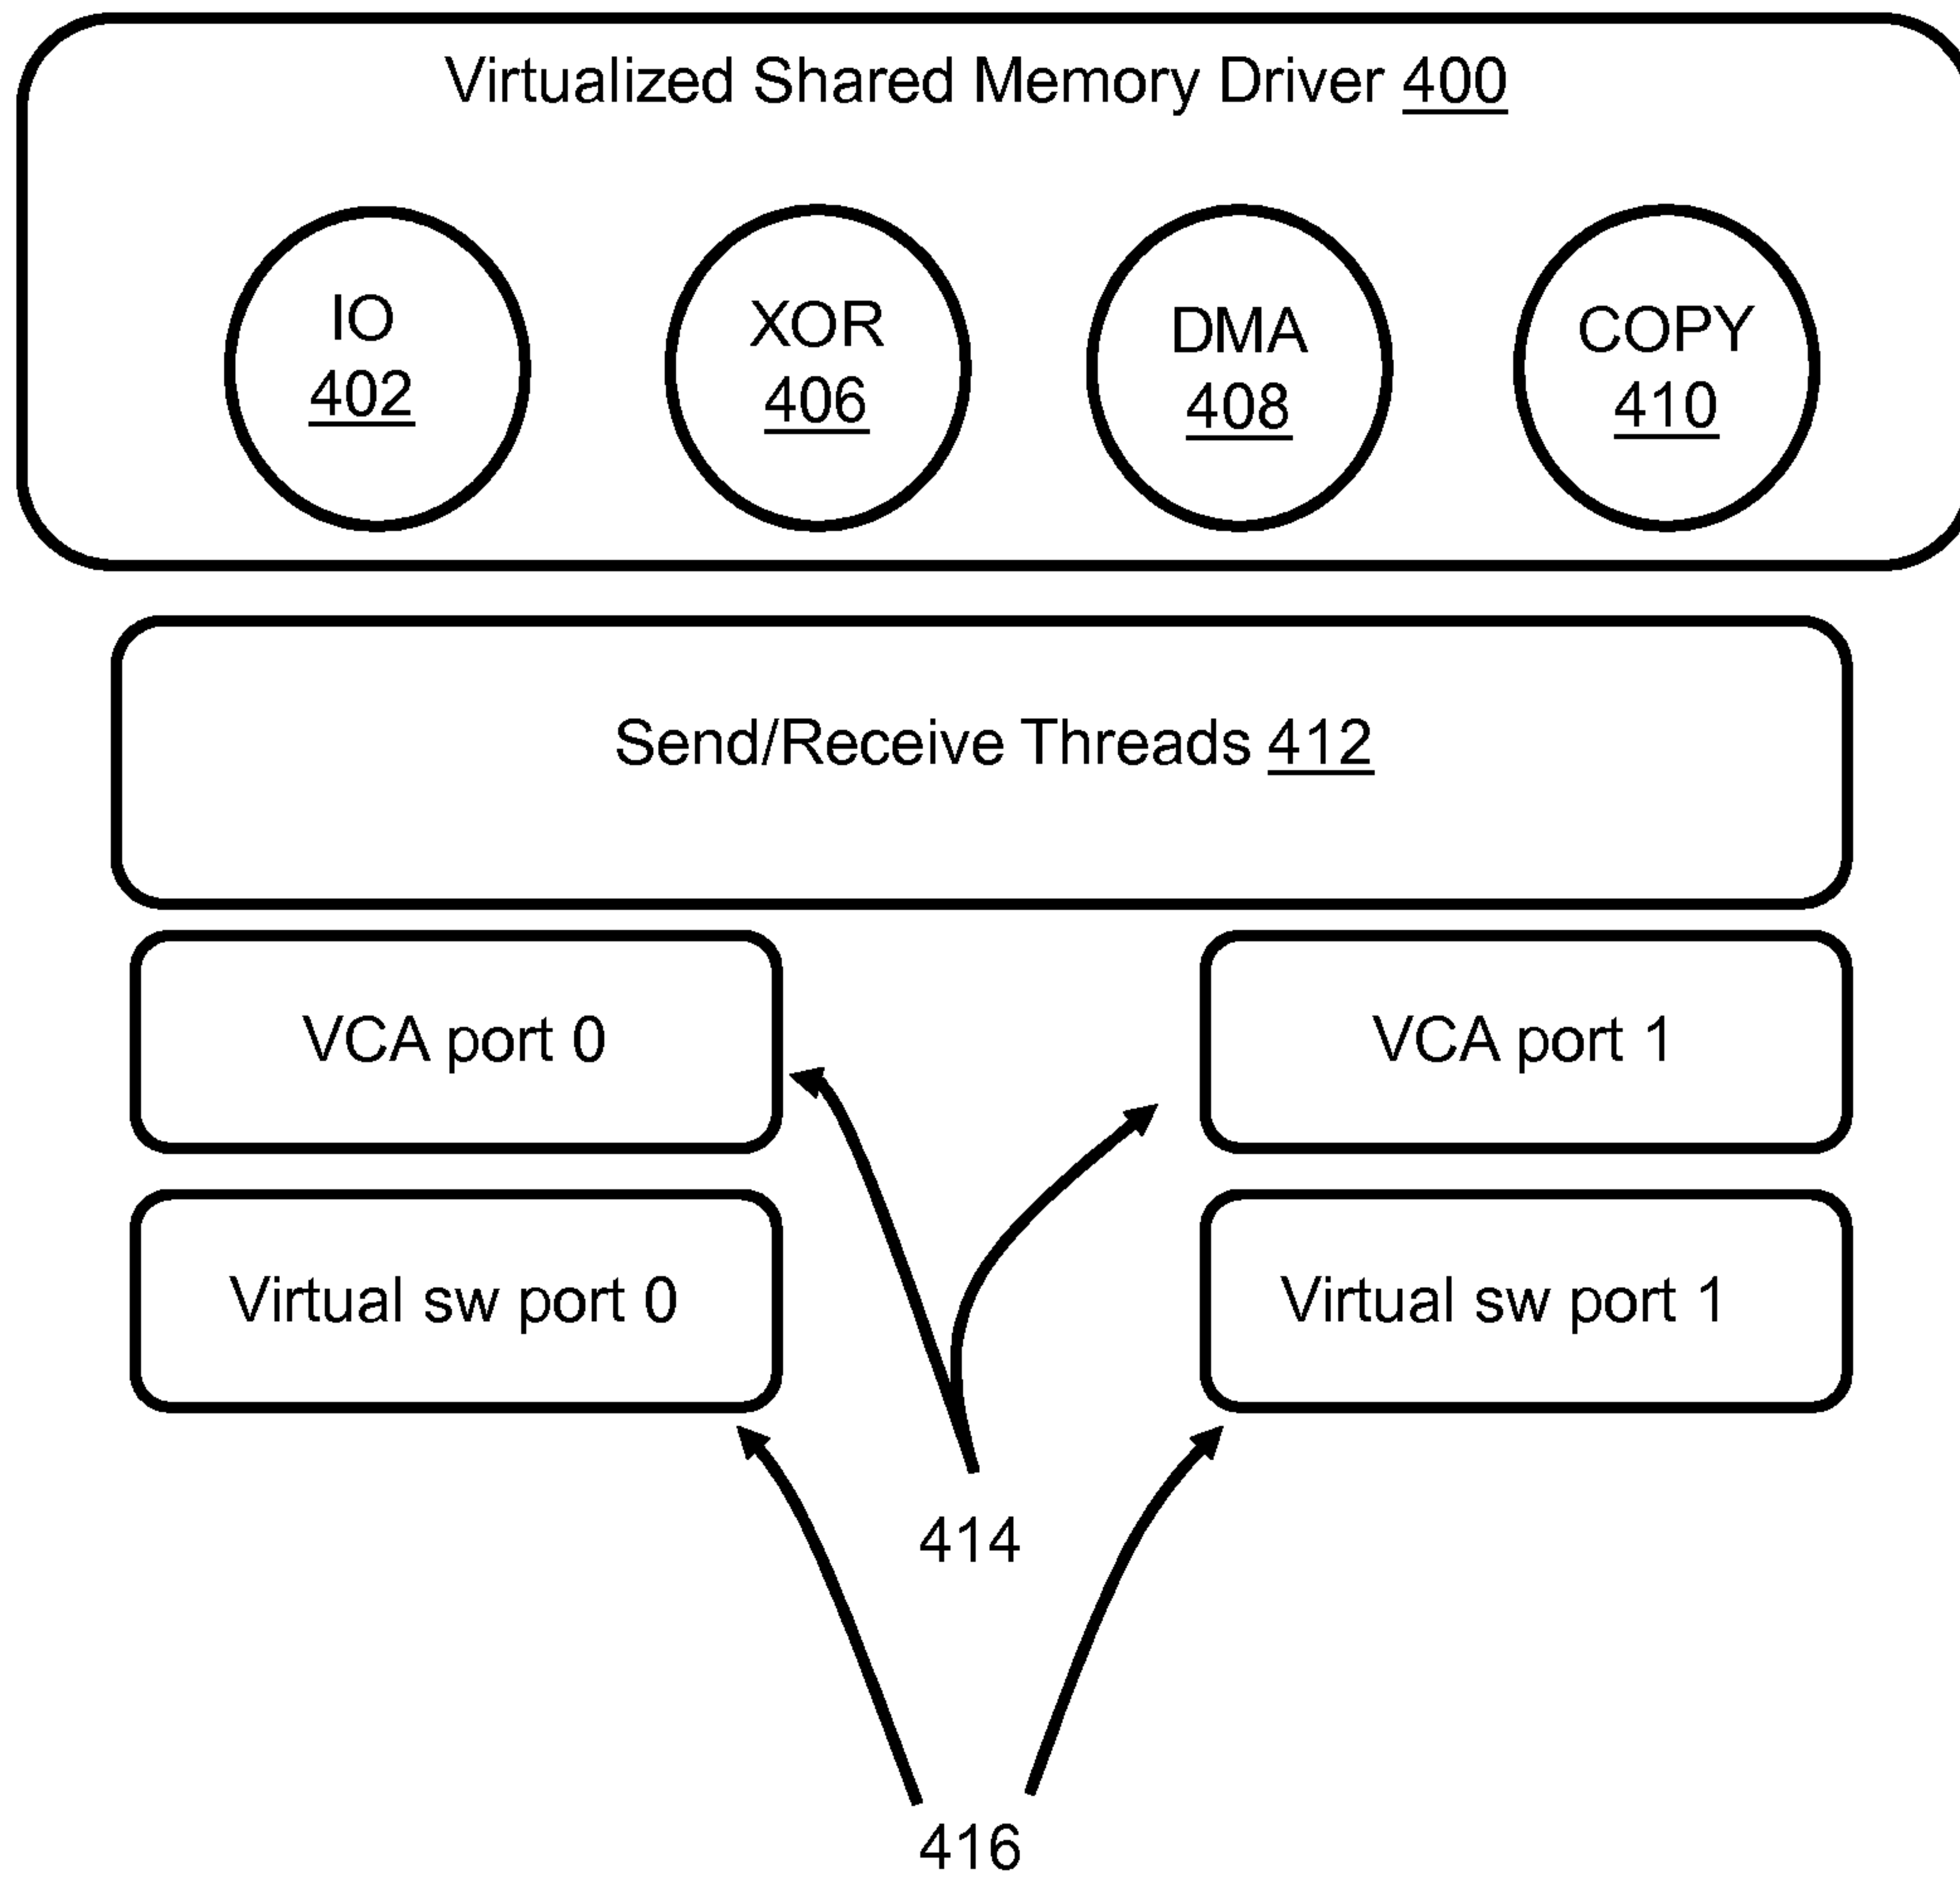 Virtualized Shared Memory Driver 400
IO
402
XOR
406
DMA
408
COPY
410
Send/Receive Threads 412
VCA port 0
VCA port 1
Virtual sw port 0
Virtual sw port 1
414
416